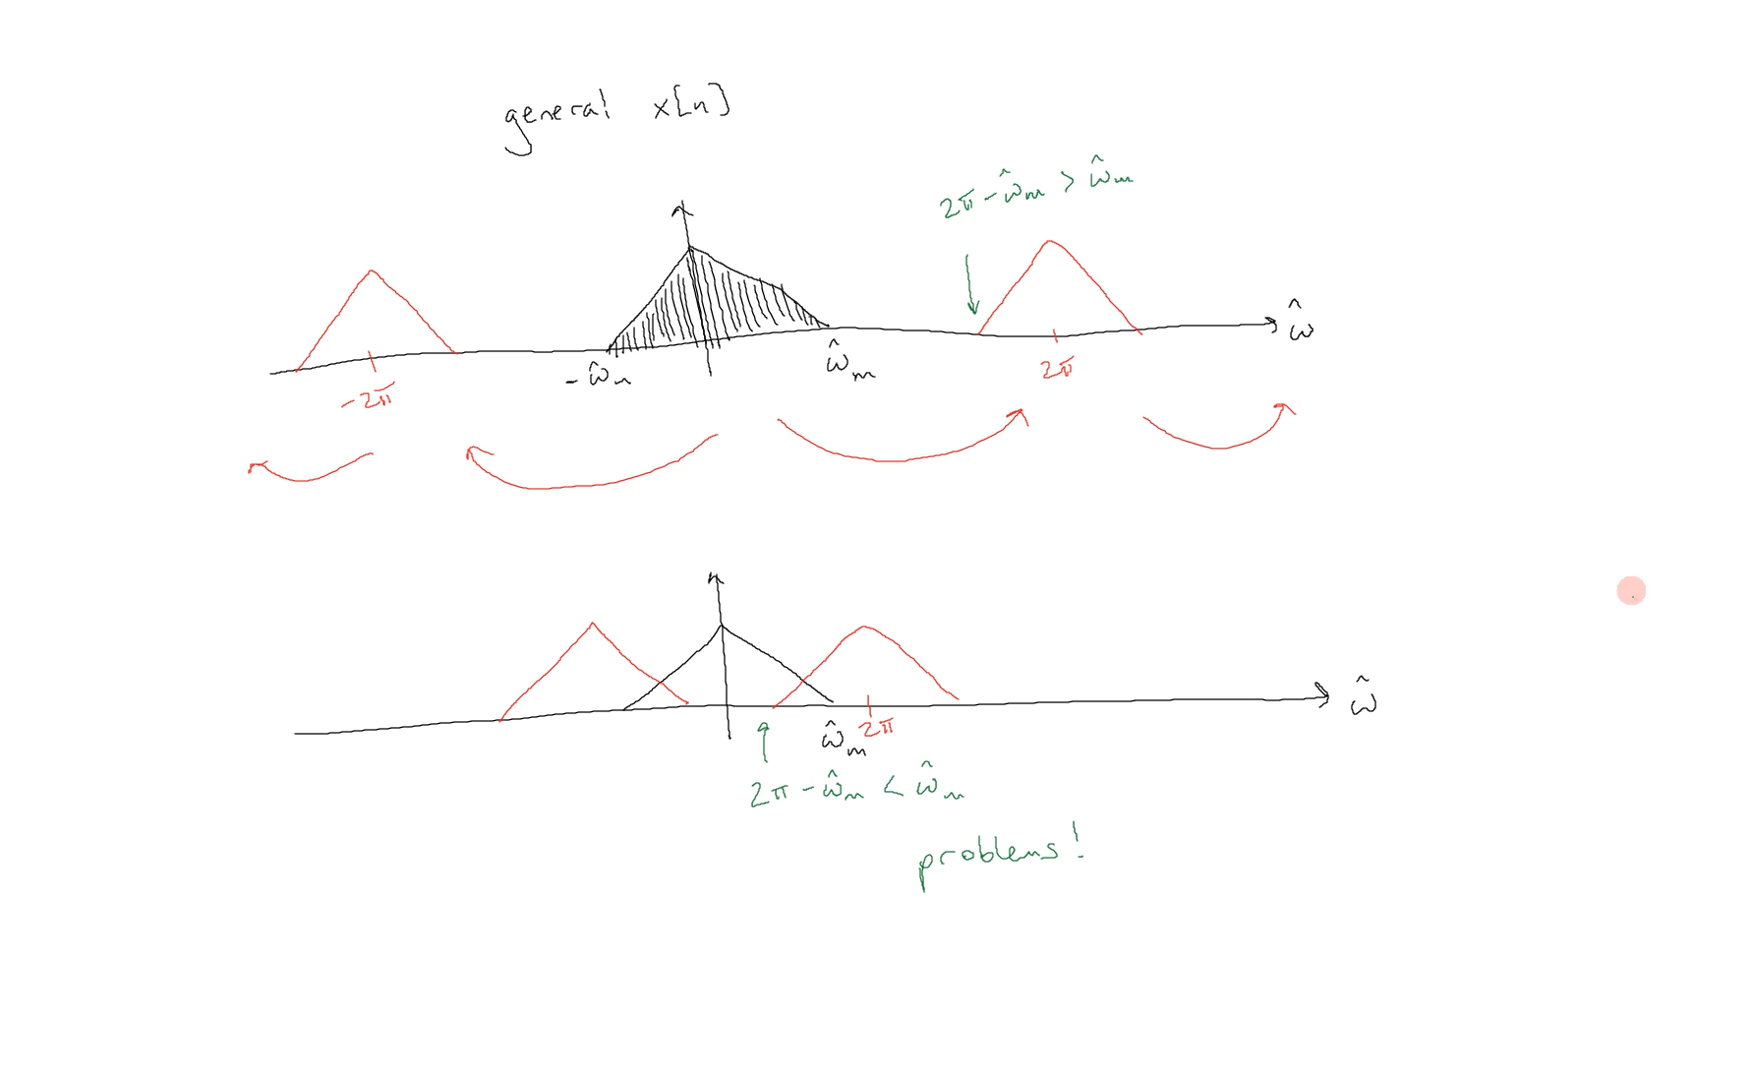 general x[n]
2π - ω̂m > ω̂m
ω̂
-ω̂m
ω̂m
2π
-2π
ω̂
ω̂m
2π
2π - ω̂m < ω̂m
problems!